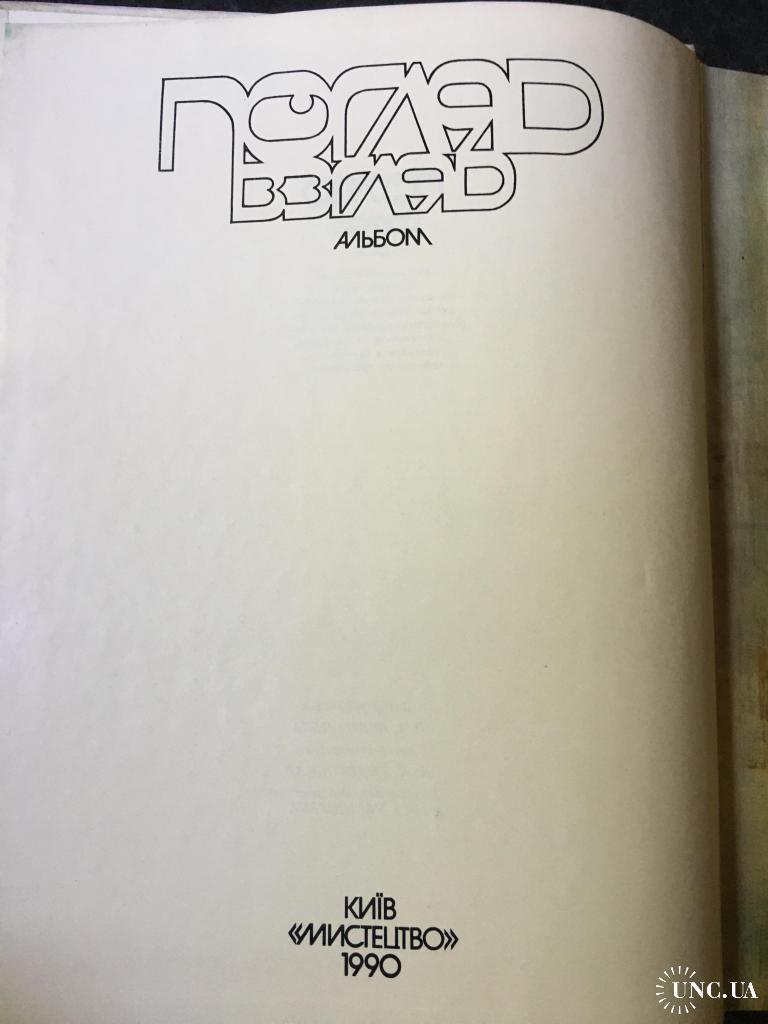 ПОГЛЯД
ВЗГЛЯД
АЛЬБОМ
КИЇВ
«МИСТЕЦТВО»
1990
UNC.UA